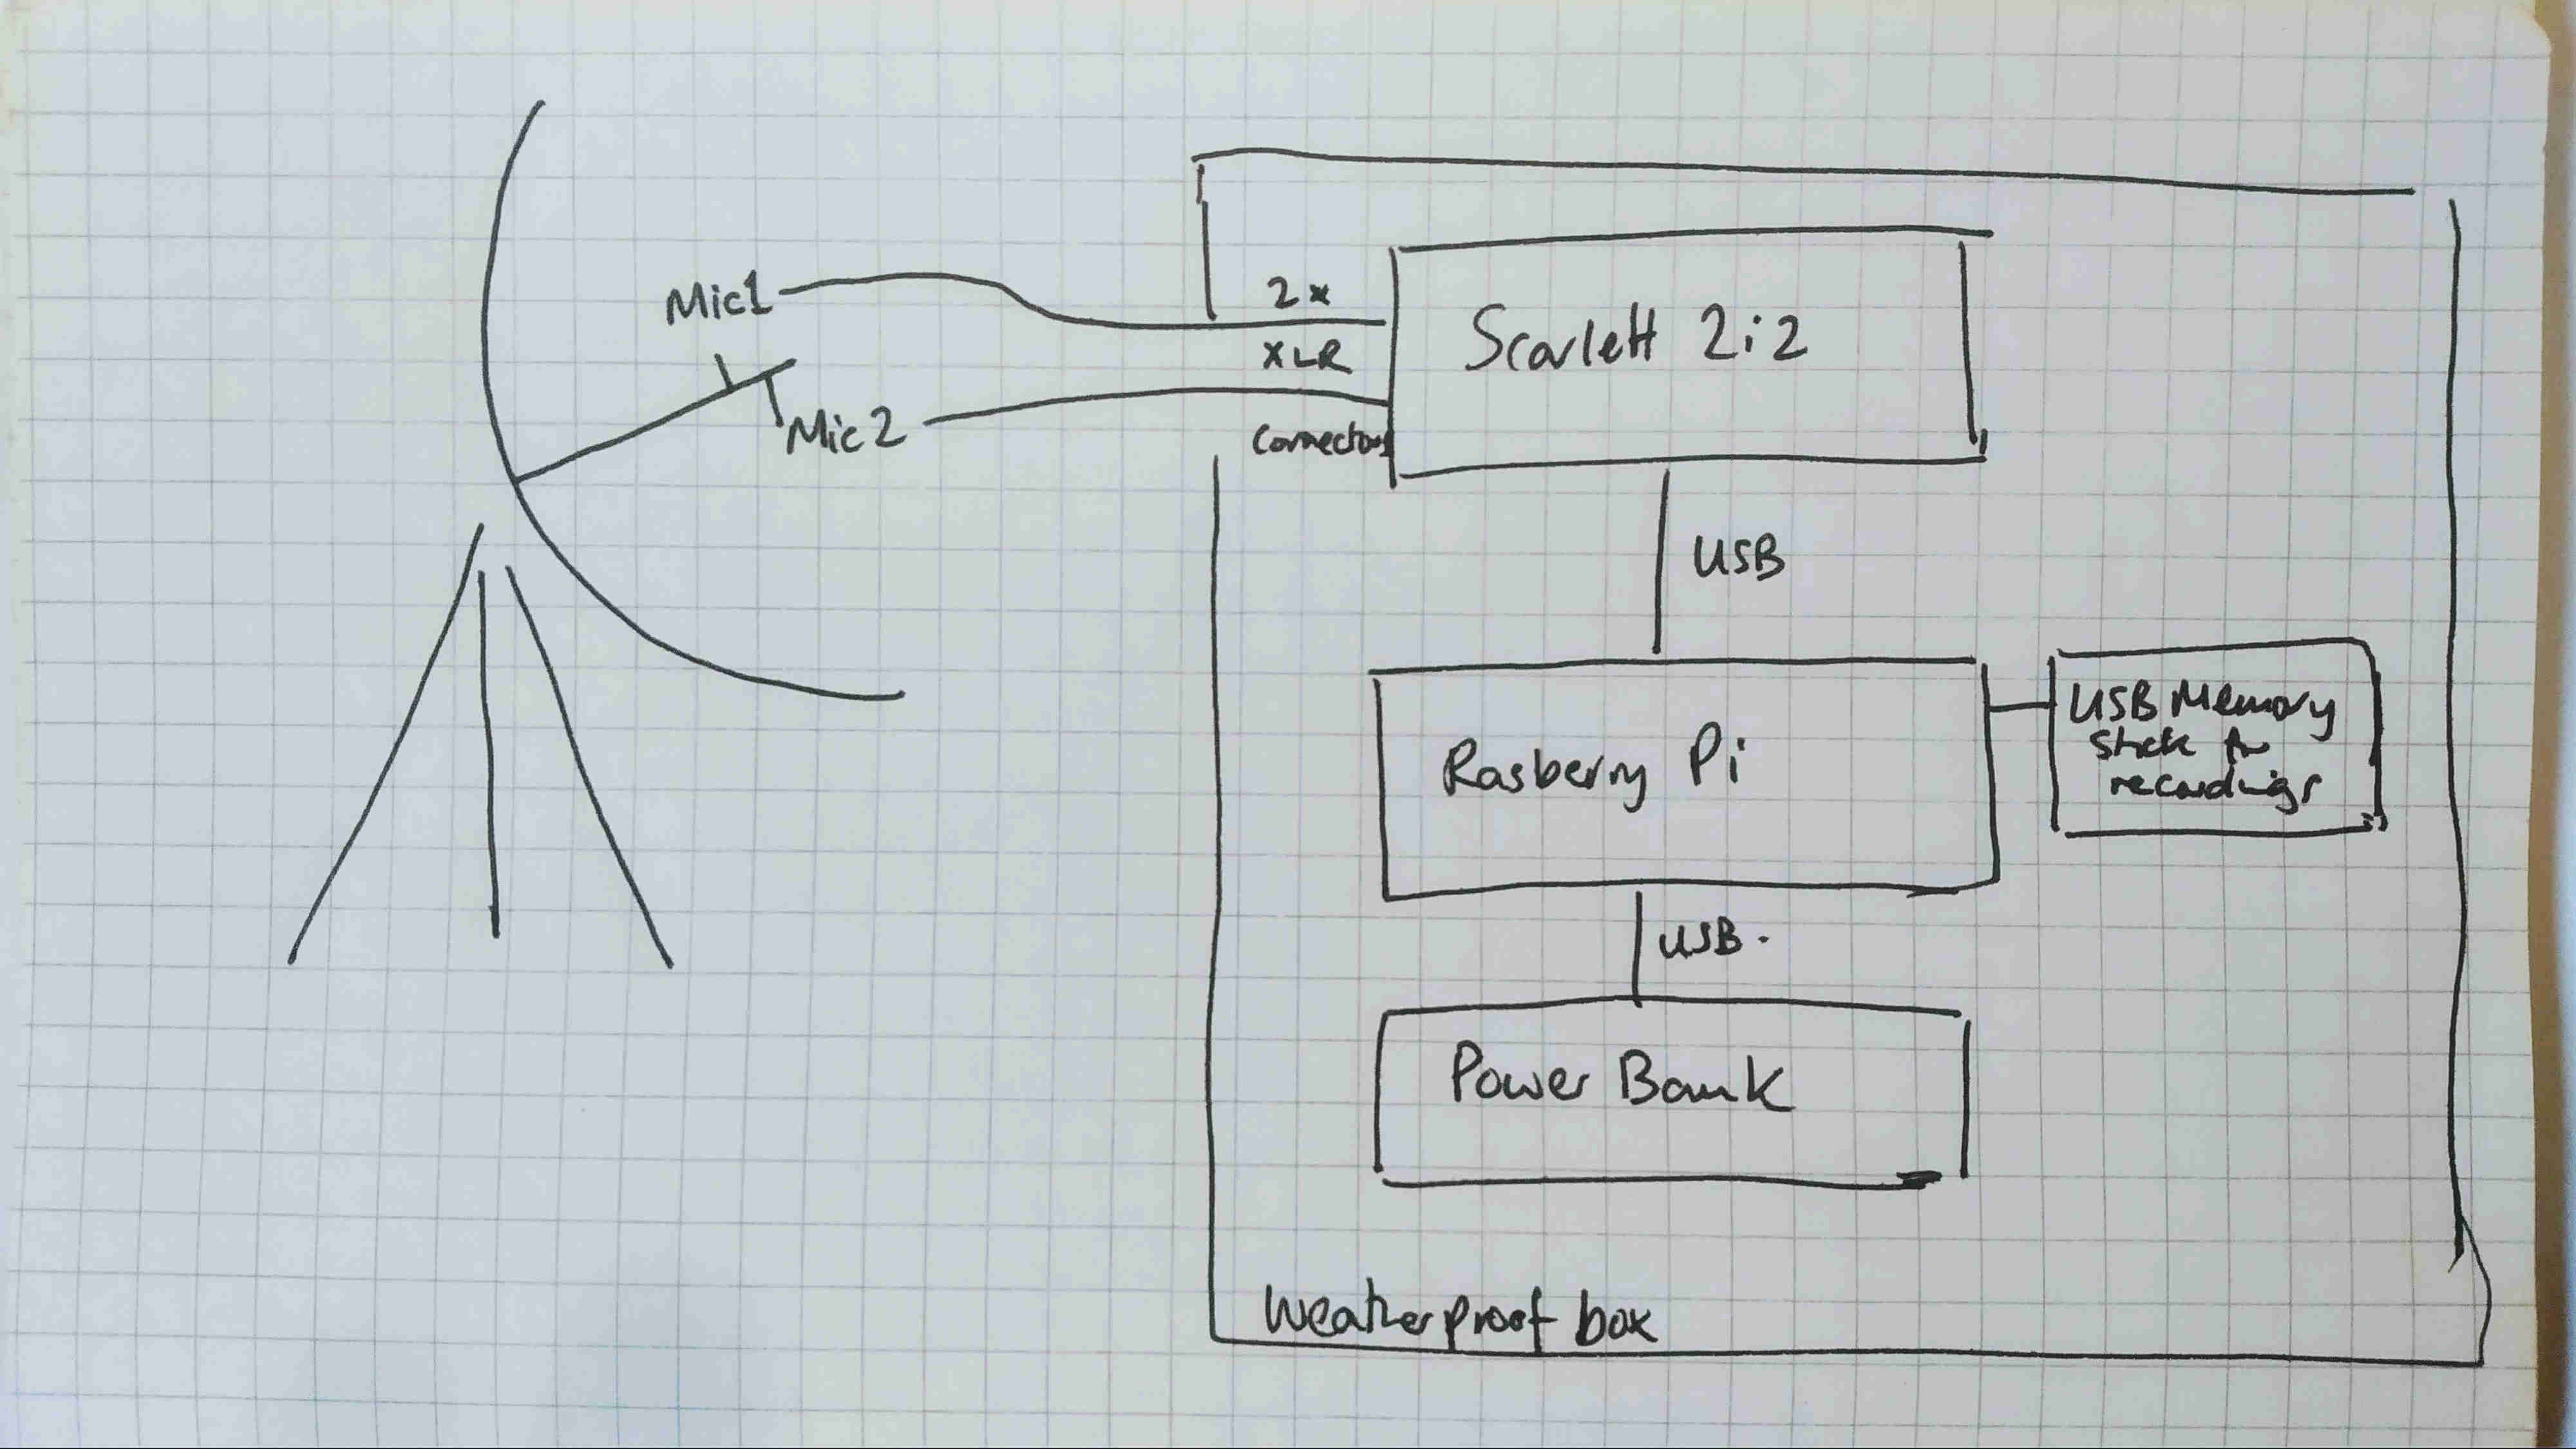 Mic1
Mic2
2x
XLR
Connectors
Scarlett 2i2
USB
Rasberry Pi
USB Memory
stick for
recordings
USB.
Power Bank
Weatherproof box